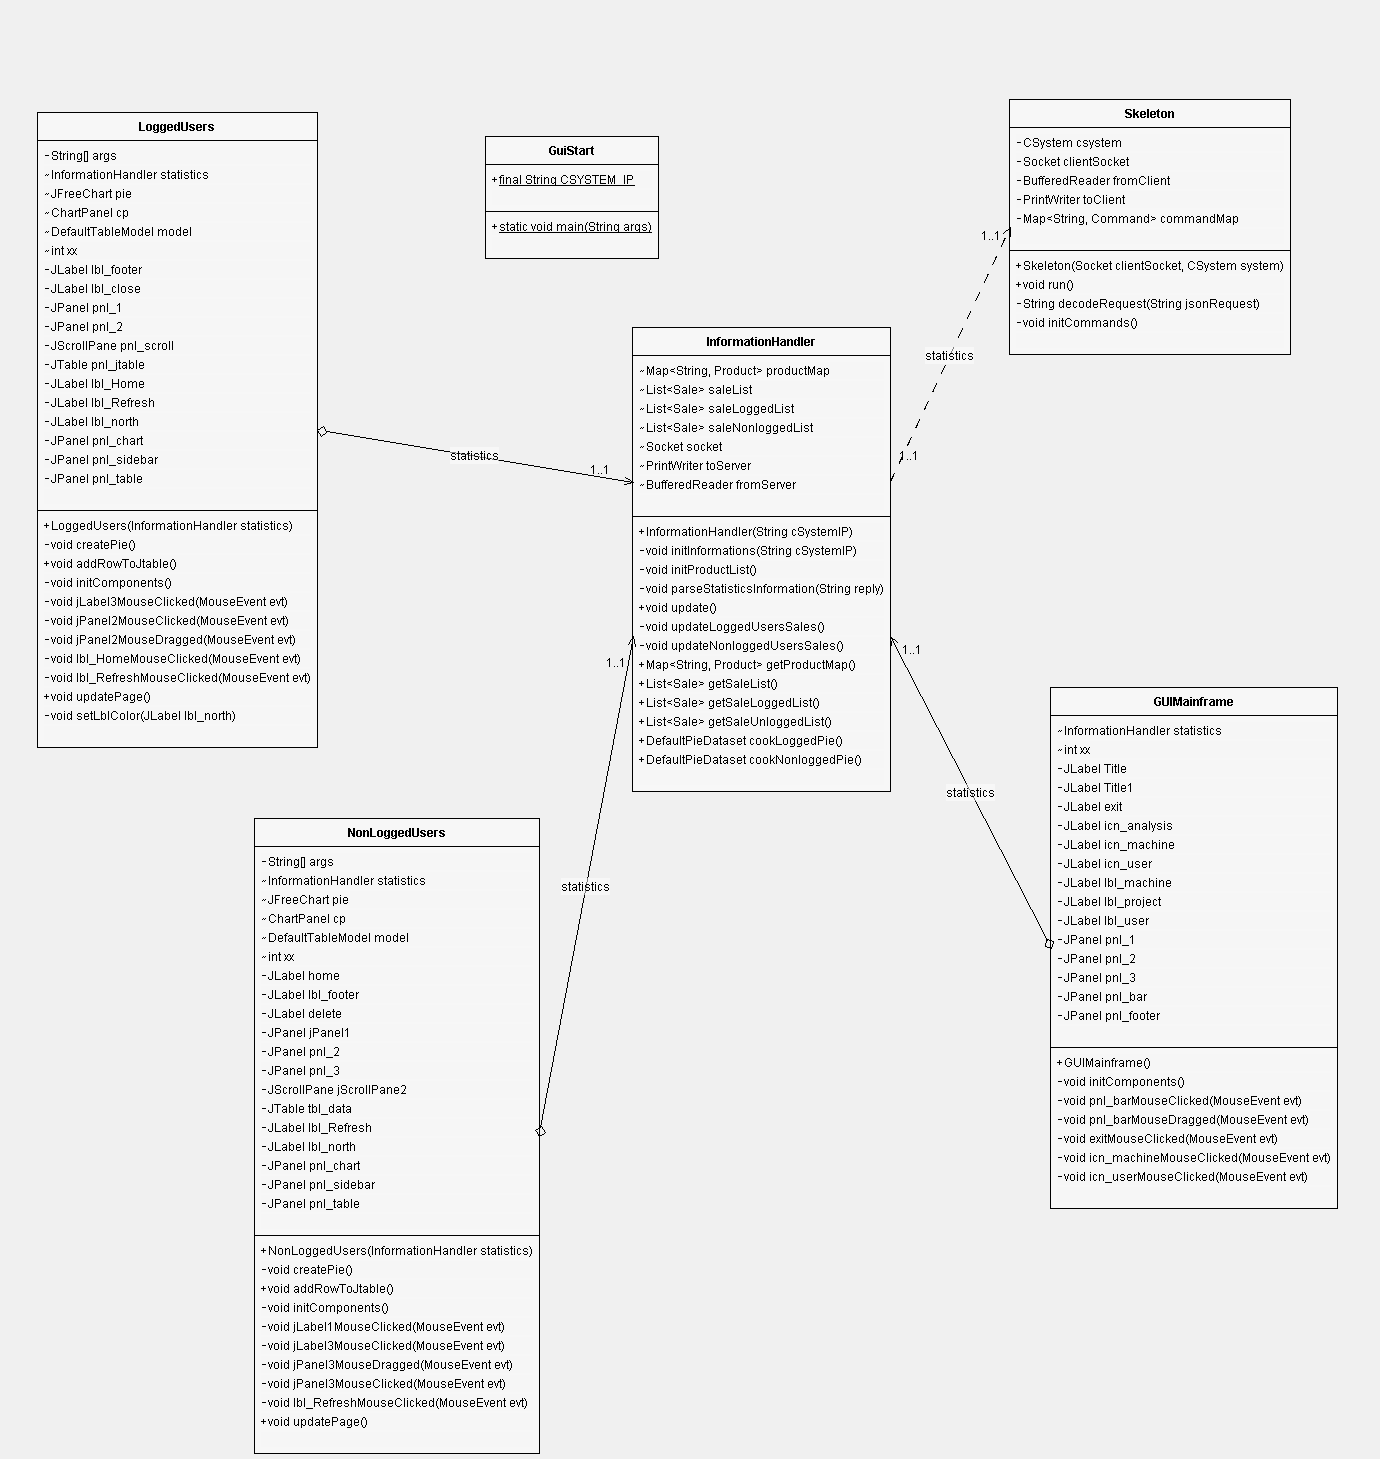 LoggedUsers
-String[] args
~InformationHandler statistics
~JFreeChart pie
~ChartPanel cp
~DefaultTableModel model
~int xx
-JLabel lbl_footer
-JLabel lbl_close
-JPanel pnl_1
-JPanel pnl_2
-JScrollPane pnl_scroll
-JTable pnl_jtable
-JLabel lbl_Home
-JLabel lbl_Refresh
-JLabel lbl_north
-JPanel pnl_chart
-JPanel pnl_sidebar
-JPanel pnl_table
+LoggedUsers(InformationHandler statistics)
-void createPie()
+void addRowToJtable()
-void initComponents()
-void jLabel3MouseClicked(MouseEvent evt)
-void jPanel2MouseClicked(MouseEvent evt)
-void jPanel2MouseDragged(MouseEvent evt)
-void lbl_HomeMouseClicked(MouseEvent evt)
-void lbl_RefreshMouseClicked(MouseEvent evt)
+void updatePage()
-void setLblColor(JLabel lbl_north)
GuiStart
+final String CSYSTEM_IP
+static void main(String args)
Skeleton
-CSystem csystem
-Socket clientSocket
-BufferedReader fromClient
-PrintWriter toClient
-Map<String, Command> commandMap
+Skeleton(Socket clientSocket, CSystem system)
+void run()
-String decodeRequest(String jsonRequest)
-void initCommands()
1..1
statistics
1..1
statistics
1..1
InformationHandler
~Map<String, Product> productMap
~List<Sale> saleList
~List<Sale> saleLoggedList
~List<Sale> saleNonloggedList
~Socket socket
~PrintWriter toServer
~BufferedReader fromServer
+InformationHandler(String cSystemIP)
-void initInformations(String cSystemIP)
-void initProductList()
-void parseStatisticsInformation(String reply)
+void update()
-void updateLoggedUsersSales()
-void updateNonloggedUsersSales()
+Map<String, Product> getProductMap()
+List<Sale> getSaleList()
+List<Sale> getSaleLoggedList()
+List<Sale> getSaleUnloggedList()
+DefaultPieDataset cookLoggedPie()
+DefaultPieDataset cookNonloggedPie()
1..1
statistics
1..1
statistics
NonLoggedUsers
-String[] args
~InformationHandler statistics
~JFreeChart pie
~ChartPanel cp
~DefaultTableModel model
~int xx
-JLabel home
-JLabel lbl_footer
-JLabel delete
-JPanel jPanel1
-JPanel pnl_2
-JPanel pnl_3
-JScrollPane jScrollPane2
-JTable tbl_data
-JLabel lbl_Refresh
-JLabel lbl_north
-JPanel pnl_chart
-JPanel pnl_sidebar
-JPanel pnl_table
+NonLoggedUsers(InformationHandler statistics)
-void createPie()
+void addRowToJtable()
-void initComponents()
-void jLabel1MouseClicked(MouseEvent evt)
-void jLabel3MouseClicked(MouseEvent evt)
-void jPanel3MouseDragged(MouseEvent evt)
-void jPanel3MouseClicked(MouseEvent evt)
-void lbl_RefreshMouseClicked(MouseEvent evt)
+void updatePage()
GUIMainframe
~InformationHandler statistics
~int xx
-JLabel Title
-JLabel Title1
-JLabel exit
-JLabel icn_analysis
-JLabel icn_machine
-JLabel icn_user
-JLabel lbl_machine
-JLabel lbl_project
-JLabel lbl_user
-JPanel pnl_1
-JPanel pnl_2
-JPanel pnl_3
-JPanel pnl_bar
-JPanel pnl_footer
+GUIMainframe()
-void initComponents()
-void pnl_barMouseClicked(MouseEvent evt)
-void pnl_barMouseDragged(MouseEvent evt)
-void exitMouseClicked(MouseEvent evt)
-void icn_machineMouseClicked(MouseEvent evt)
-void icn_userMouseClicked(MouseEvent evt)